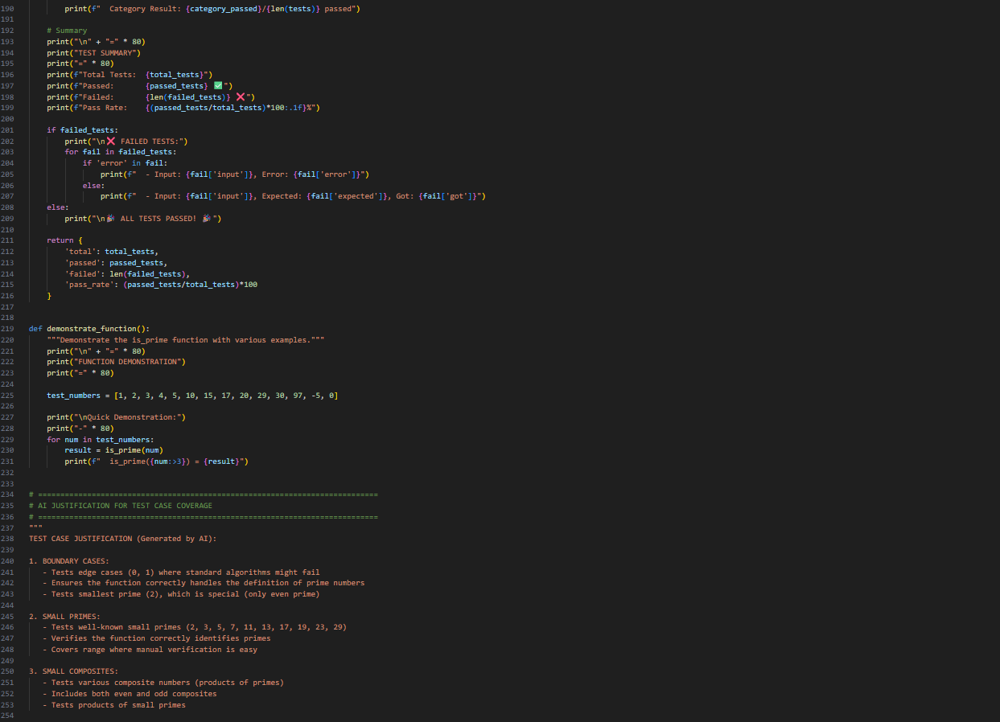 190 print(f"  Category Result: {category_passed}/{len(tests)} passed")
191
192 # Summary
193 print("\n" + "=" * 80)
194 print("TEST SUMMARY")
195 print("=" * 80)
196 print(f"Total Tests:  {total_tests}")
197 print(f"Passed:       {passed_tests} ✅")
198 print(f"Failed:       {len(failed_tests)} ❌")
199 print(f"Pass Rate:    {(passed_tests/total_tests)*100:.1f}%")
200
201 if failed_tests:
202 print("\n❌ FAILED TESTS:")
203 for fail in failed_tests:
204 if 'error' in fail:
205 print(f"  - Input: {fail['input']}, Error: {fail['error']}")
206 else:
207 print(f"  - Input: {fail['input']}, Expected: {fail['expected']}, Got: {fail['got']}")
208 else:
209 print("\n🎉 ALL TESTS PASSED! 🎉")
210
211 return {
212 'total': total_tests,
213 'passed': passed_tests,
214 'failed': len(failed_tests),
215 'pass_rate': (passed_tests/total_tests)*100
216 }
217
218
219 def demonstrate_function():
220 """Demonstrate the is_prime function with various examples."""
221 print("\n" + "=" * 80)
222 print("FUNCTION DEMONSTRATION")
223 print("=" * 80)
224
225 test_numbers = [1, 2, 3, 4, 5, 10, 15, 17, 20, 29, 30, 97, -5, 0]
226
227 print("\nQuick Demonstration:")
228 print("-" * 80)
229 for num in test_numbers:
230 result = is_prime(num)
231 print(f"  is_prime({num:>3}) = {result}")
232
233
234 # ============================================================================
235 # AI JUSTIFICATION FOR TEST CASE COVERAGE
236 # ============================================================================
237 """
238 TEST CASE JUSTIFICATION (Generated by AI):
239
240 1. BOUNDARY CASES:
241 - Tests edge cases (0, 1) where standard algorithms might fail
242 - Ensures the function correctly handles the definition of prime numbers
243 - Tests smallest prime (2), which is special (only even prime)
244
245 2. SMALL PRIMES:
246 - Tests well-known small primes (2, 3, 5, 7, 11, 13, 17, 19, 23, 29)
247 - Verifies the function correctly identifies primes
248 - Covers range where manual verification is easy
249
250 3. SMALL COMPOSITES:
251 - Tests various composite numbers (products of primes)
252 - Includes both even and odd composites
253 - Tests products of small primes
254